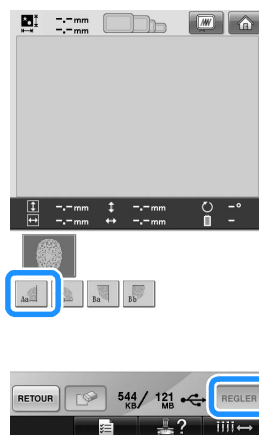 -.- mm
-.- mm
-.- mm -.- mm -°
-.- mm -.- mm -
Aa Ba Bb
RETOUR 544 KB/ 121 MB REGLER
?